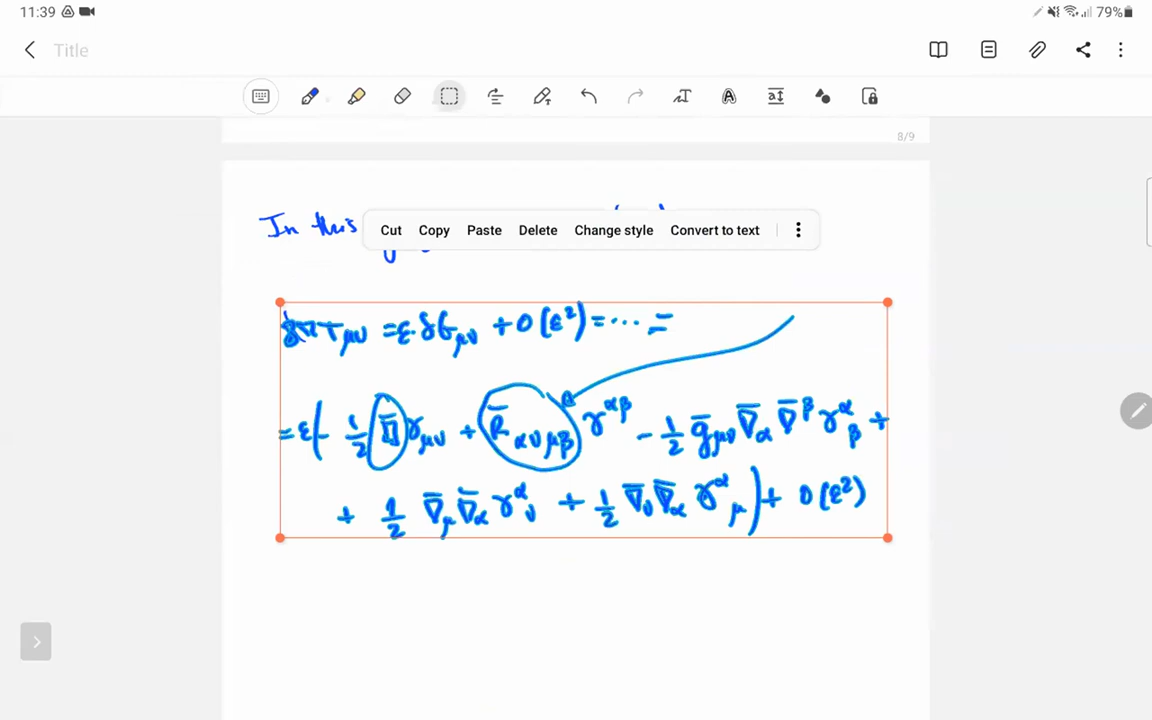 11:39 79%
Title
8/9
In this
Cut Copy Paste Delete Change style Convert to text
8πT_μν = ε·δG_μν + O(ε²) = ... =
= ε(- 1/2 □̄ γ_μν + R̄_ανμβ γ^αβ - 1/2 ḡ_μν ∇̄_α ∇̄^β γ^α_β +
+ 1/2 ∇̄_μ ∇̄_α γ^α_ν + 1/2 ∇̄_ν ∇̄_α γ^α_μ) + O(ε²)